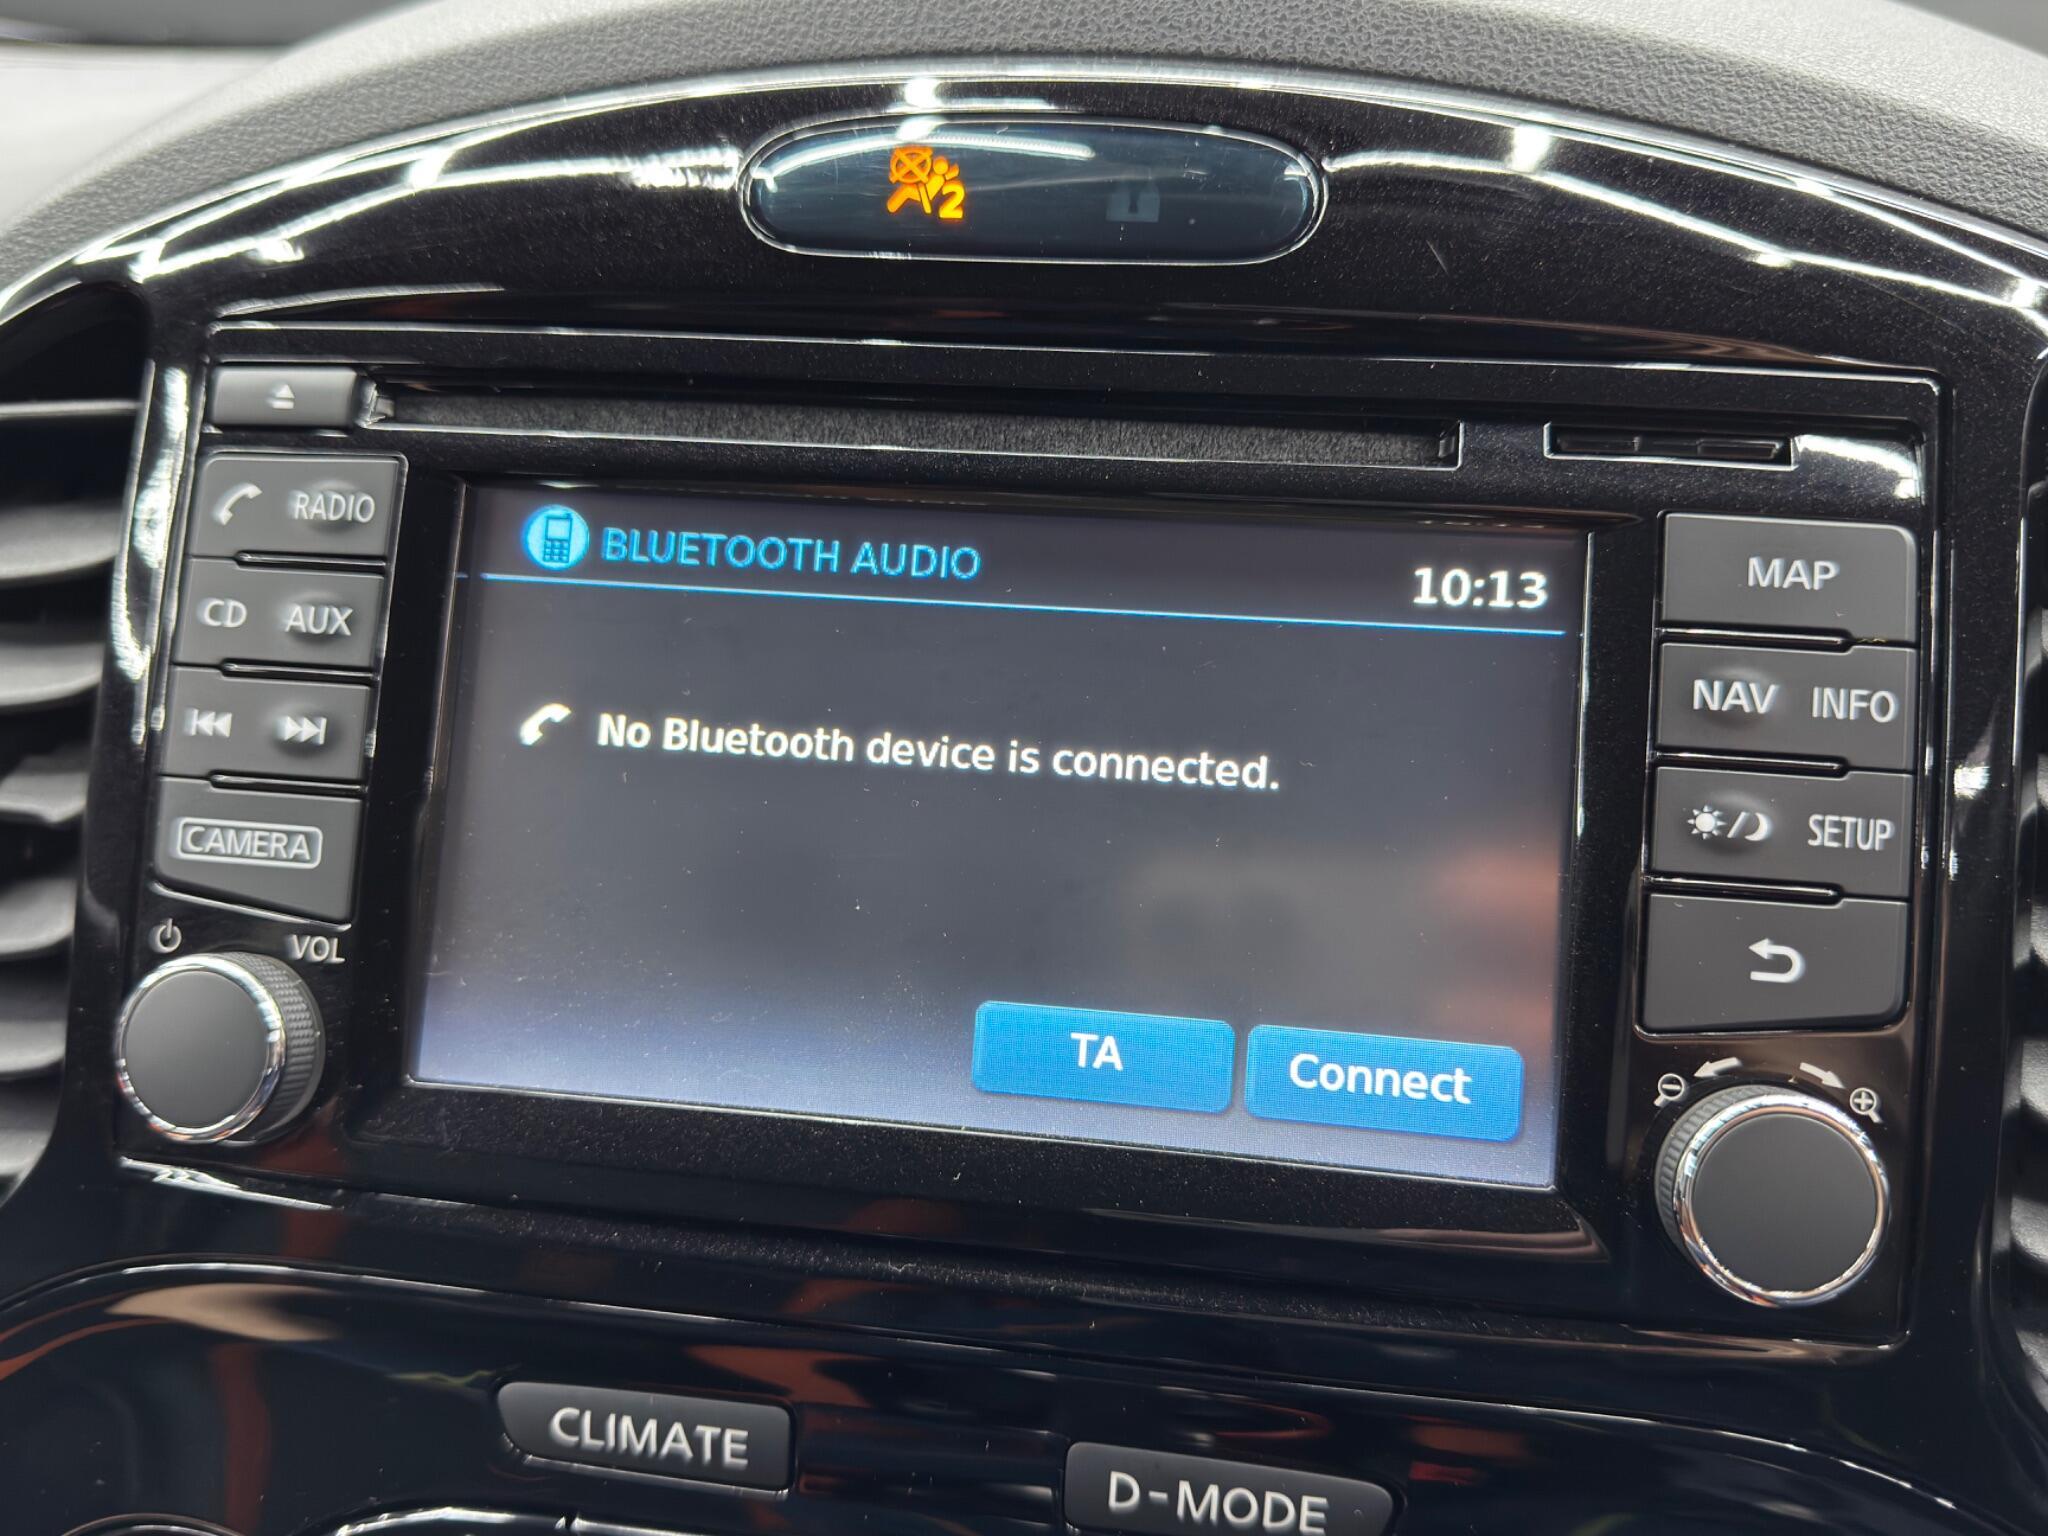 2
RADIO
CD AUX
CAMERA
VOL
BLUETOOTH AUDIO
10:13
No Bluetooth device is connected.
TA
Connect
MAP
NAV INFO
SETUP
CLIMATE
D-MODE